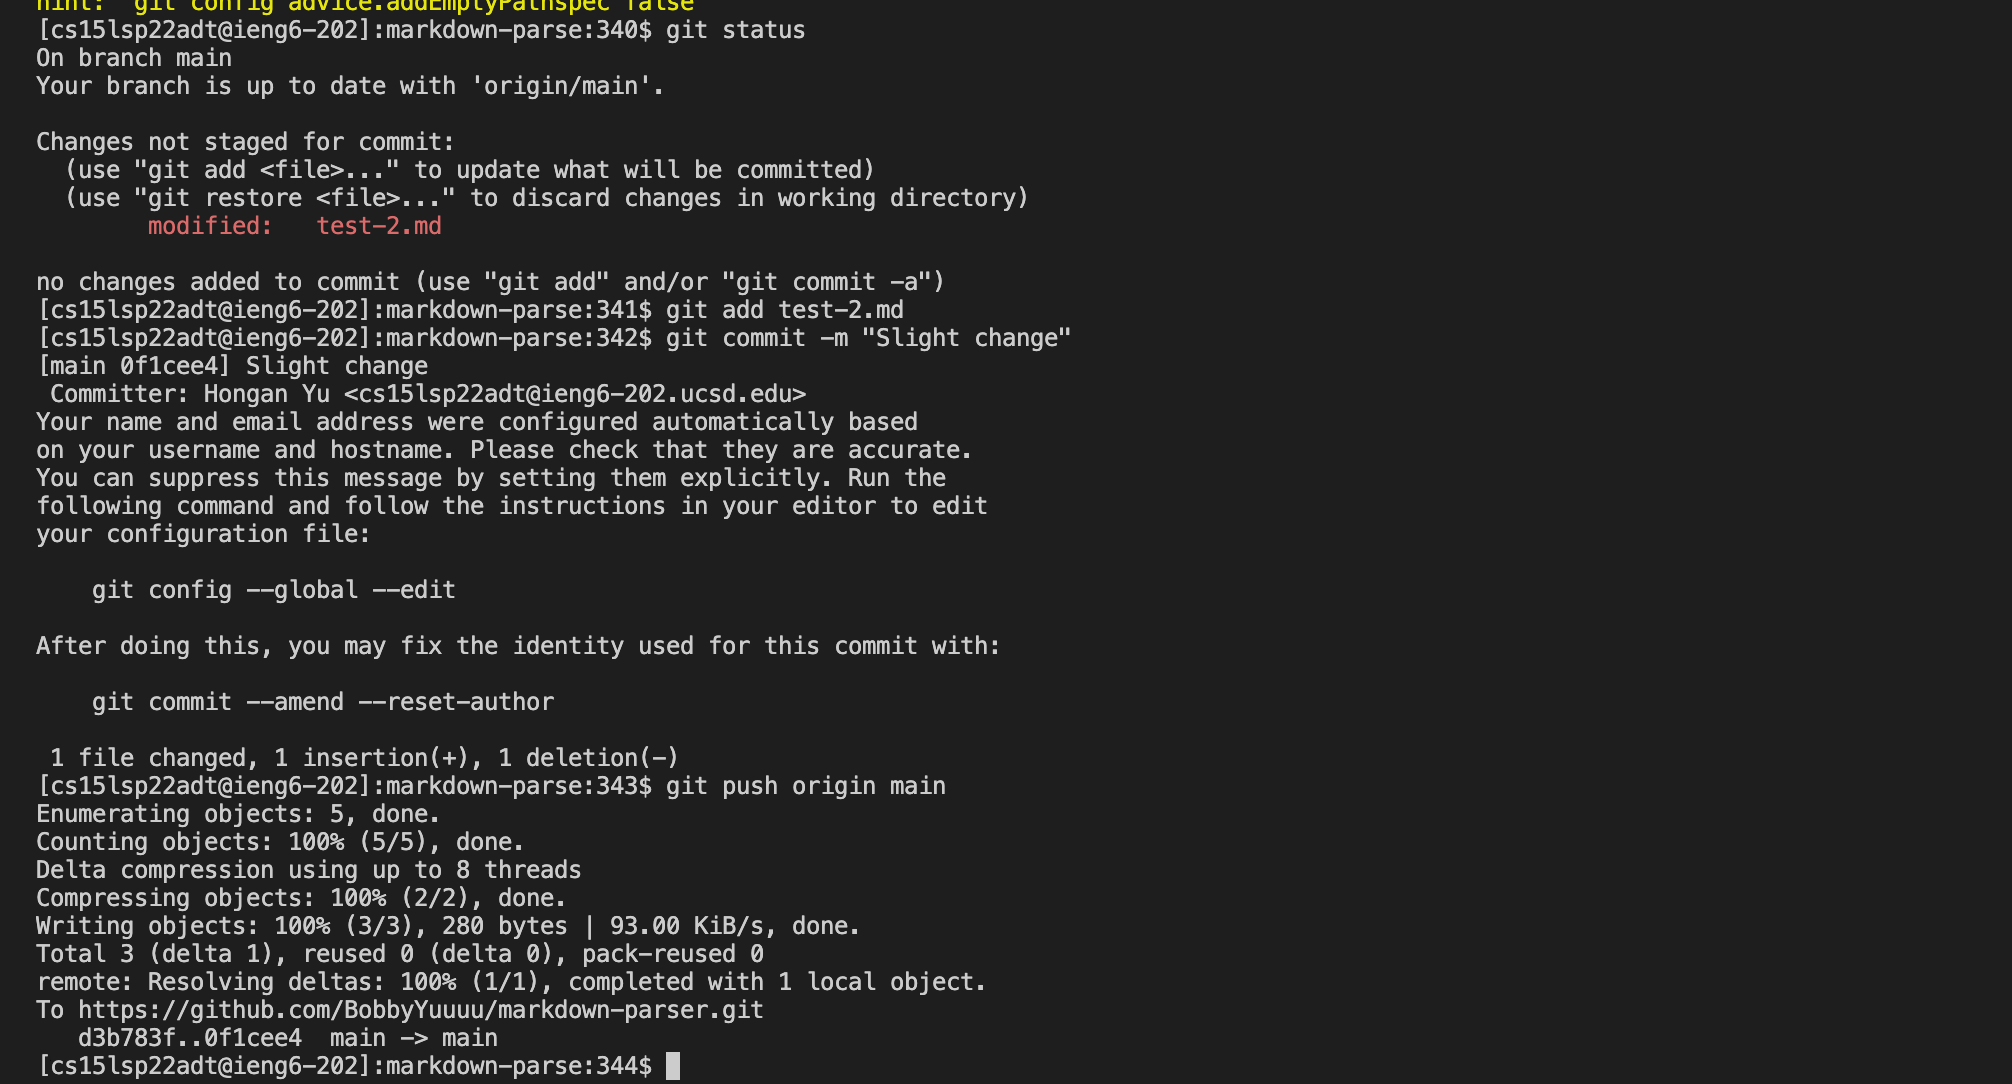 hint: "git config advice.addEmptyPathspec false"
[cs15lsp22adt@ieng6-202]:markdown-parse:340$ git status
On branch main
Your branch is up to date with 'origin/main'.
Changes not staged for commit:
  (use "git add <file>..." to update what will be committed)
  (use "git restore <file>..." to discard changes in working directory)
        modified:   test-2.md
no changes added to commit (use "git add" and/or "git commit -a")
[cs15lsp22adt@ieng6-202]:markdown-parse:341$ git add test-2.md
[cs15lsp22adt@ieng6-202]:markdown-parse:342$ git commit -m "Slight change"
[main 0f1cee4] Slight change
 Committer: Hongan Yu <cs15lsp22adt@ieng6-202.ucsd.edu>
Your name and email address were configured automatically based
on your username and hostname. Please check that they are accurate.
You can suppress this message by setting them explicitly. Run the
following command and follow the instructions in your editor to edit
your configuration file:
    git config --global --edit
After doing this, you may fix the identity used for this commit with:
    git commit --amend --reset-author
 1 file changed, 1 insertion(+), 1 deletion(-)
[cs15lsp22adt@ieng6-202]:markdown-parse:343$ git push origin main
Enumerating objects: 5, done.
Counting objects: 100% (5/5), done.
Delta compression using up to 8 threads
Compressing objects: 100% (2/2), done.
Writing objects: 100% (3/3), 280 bytes | 93.00 KiB/s, done.
Total 3 (delta 1), reused 0 (delta 0), pack-reused 0
remote: Resolving deltas: 100% (1/1), completed with 1 local object.
To https://github.com/BobbyYuuuu/markdown-parser.git
   d3b783f..0f1cee4  main -> main
[cs15lsp22adt@ieng6-202]:markdown-parse:344$